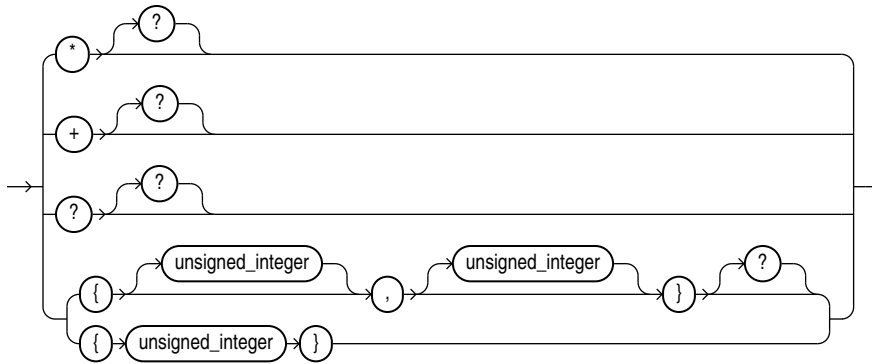 ?
*
?
+
?
?
unsigned_integer unsigned_integer ?
{ , }
{ unsigned_integer }